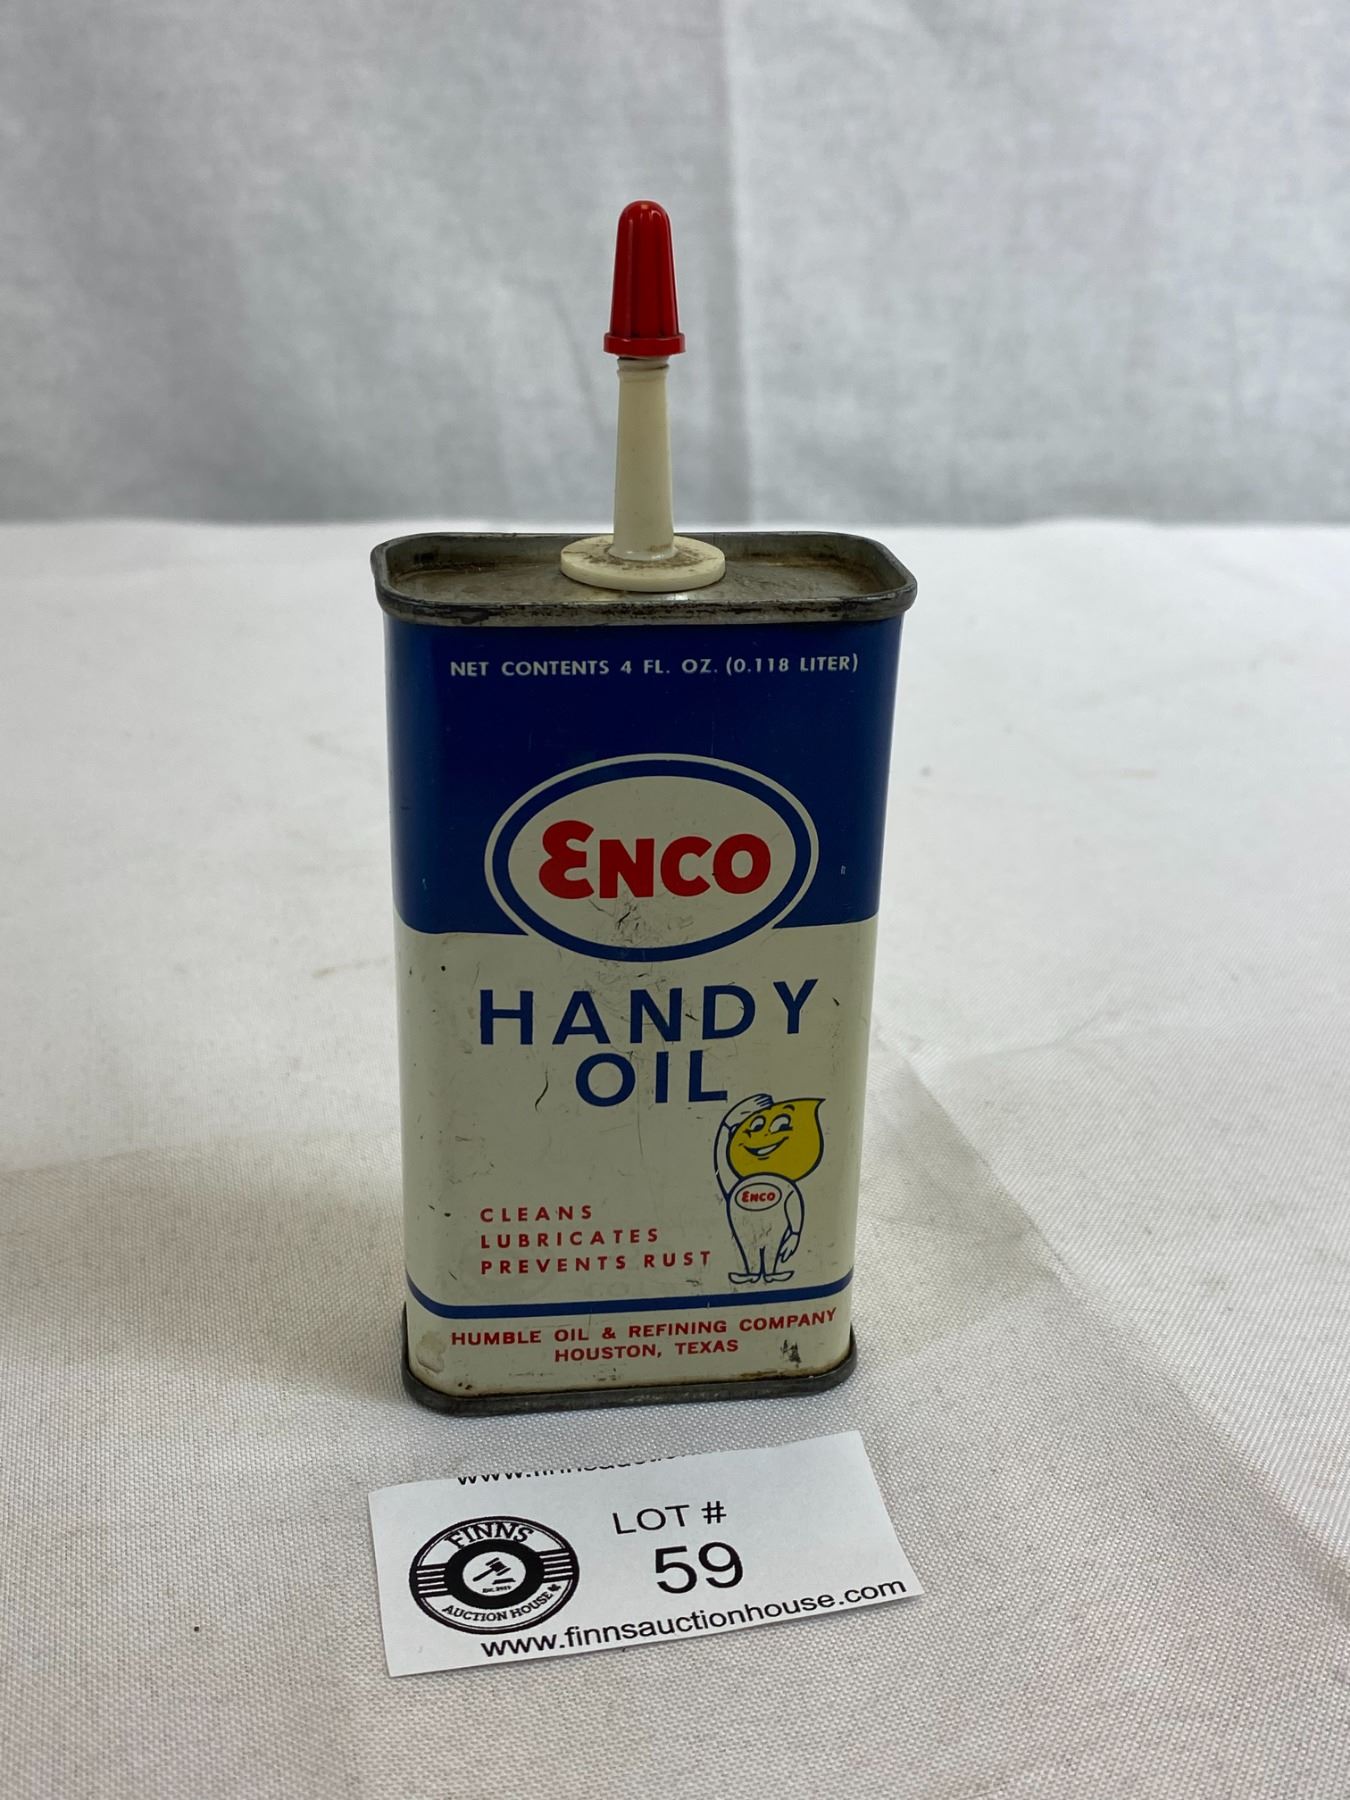 NET CONTENTS 4 FL. OZ. (0.118 LITER)
ENCO
HANDY
OIL
ENCO
CLEANS
LUBRICATES
PREVENTS RUST
HUMBLE OIL & REFINING COMPANY
HOUSTON, TEXAS
LOT #
59
FINNS
AUCTION HOUSE
www.finnsauctionhouse.com